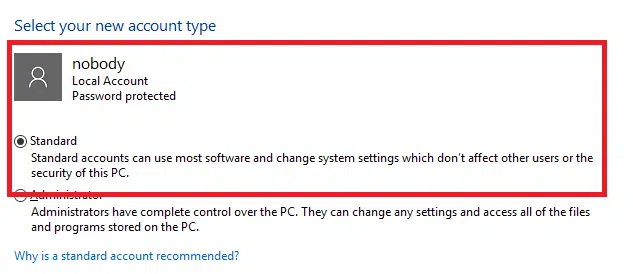 Select your new account type
nobody
Local Account
Password protected
Standard
Standard accounts can use most software and change system settings which don't affect other users or the
security of this PC.
Administrator
Administrators have complete control over the PC. They can change any settings and access all of the files
and programs stored on the PC.
Why is a standard account recommended?